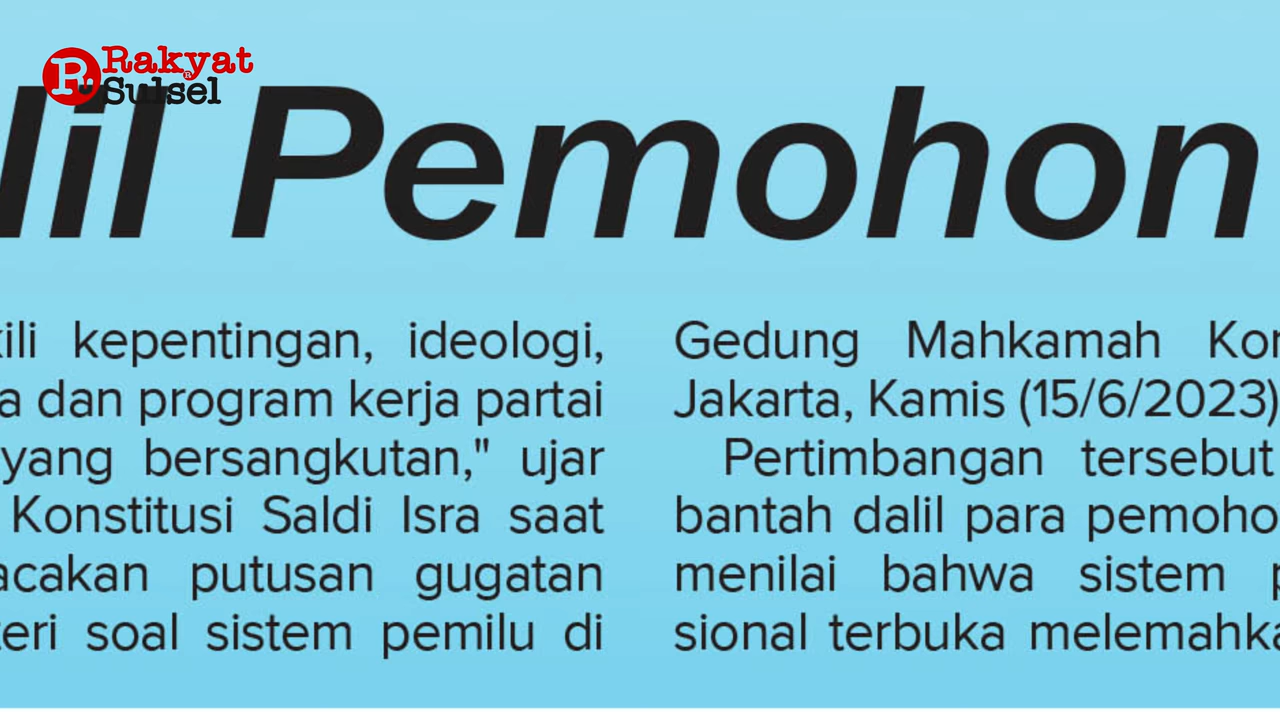 Rakyat
Sulsel
lil Pemohon
kili kepentingan, ideologi,
a dan program kerja partai
yang bersangkutan," ujar
Konstitusi Saldi Isra saat
acakan putusan gugatan
teri soal sistem pemilu di
Gedung Mahkamah Kon
Jakarta, Kamis (15/6/2023)
Pertimbangan tersebut
bantah dalil para pemoho
menilai bahwa sistem p
sional terbuka melemahka